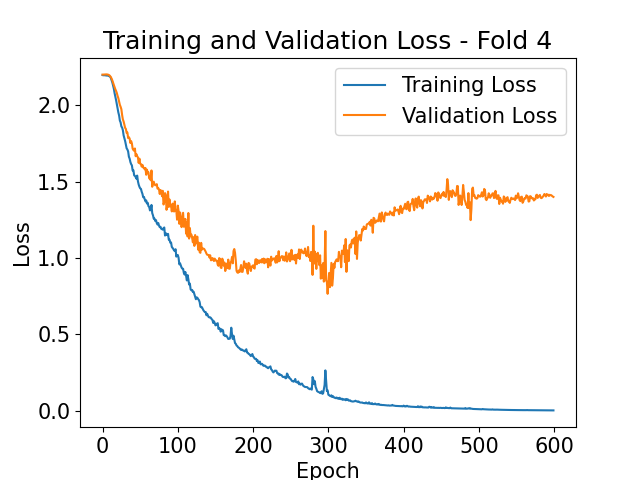 Training and Validation Loss - Fold 4
Training Loss
Validation Loss
Loss
2.0
1.5
1.0
0.5
0.0
0 100 200 300 400 500 600
Epoch